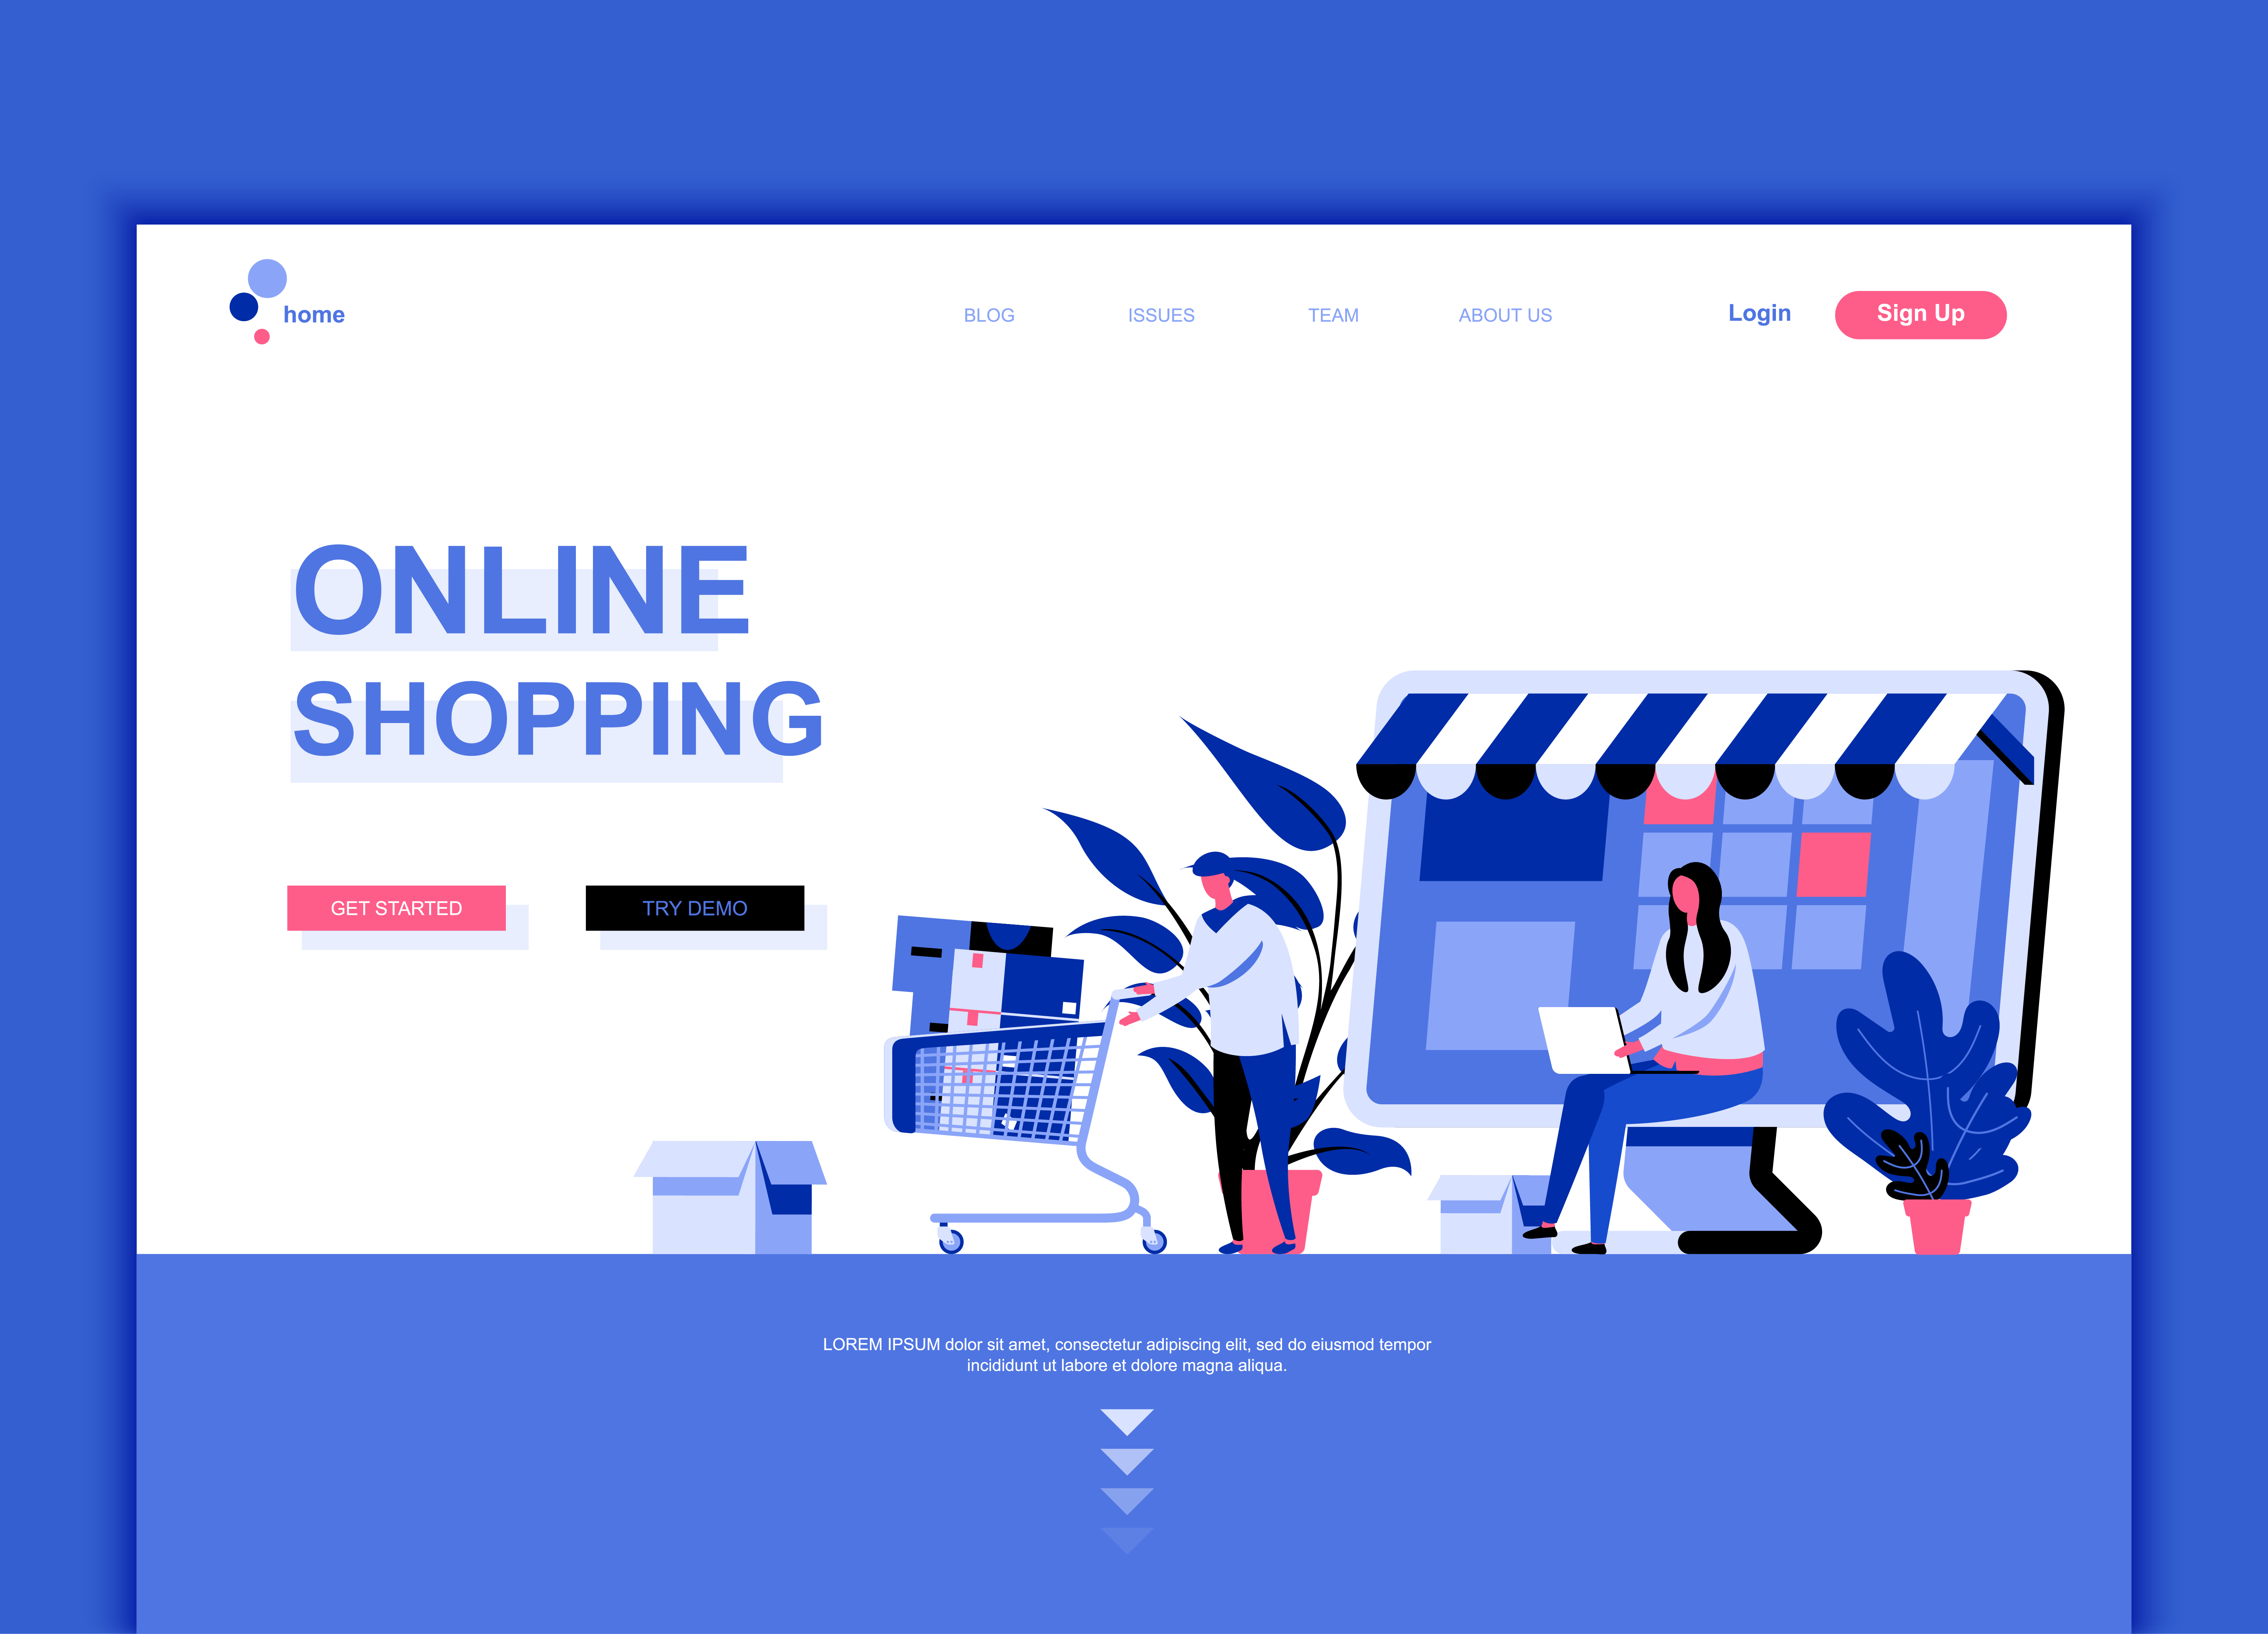 home
BLOG
ISSUES
TEAM
ABOUT US
Login
Sign Up
ONLINE
SHOPPING
GET STARTED
TRY DEMO
LOREM IPSUM dolor sit amet, consectetur adipiscing elit, sed do eiusmod tempor
incididunt ut labore et dolore magna aliqua.